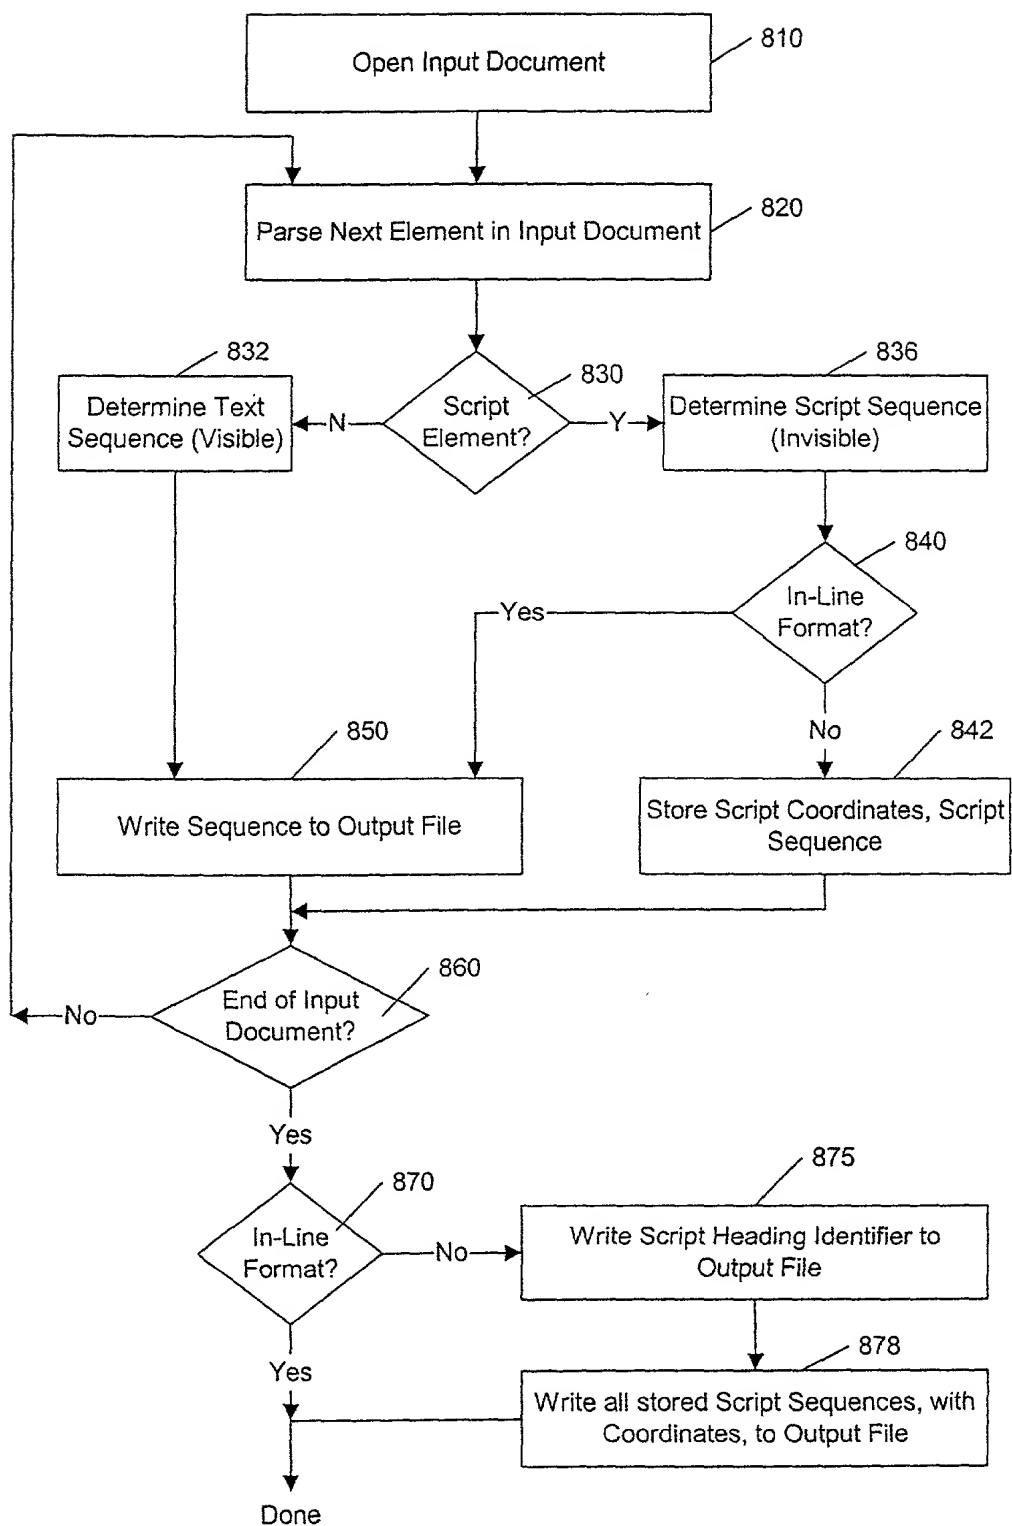 810
Open Input Document
820
Parse Next Element in Input Document
832
830
836
Determine Text
Sequence (Visible)
N
Script
Element?
Y
Determine Script Sequence
(Invisible)
840
In-Line
Format?
Yes
No
850
842
Write Sequence to Output File
Store Script Coordinates, Script
Sequence
860
End of Input
Document?
No
Yes
870
875
In-Line
Format?
No
Write Script Heading Identifier to
Output File
878
Yes
Write all stored Script Sequences, with
Coordinates, to Output File
Done